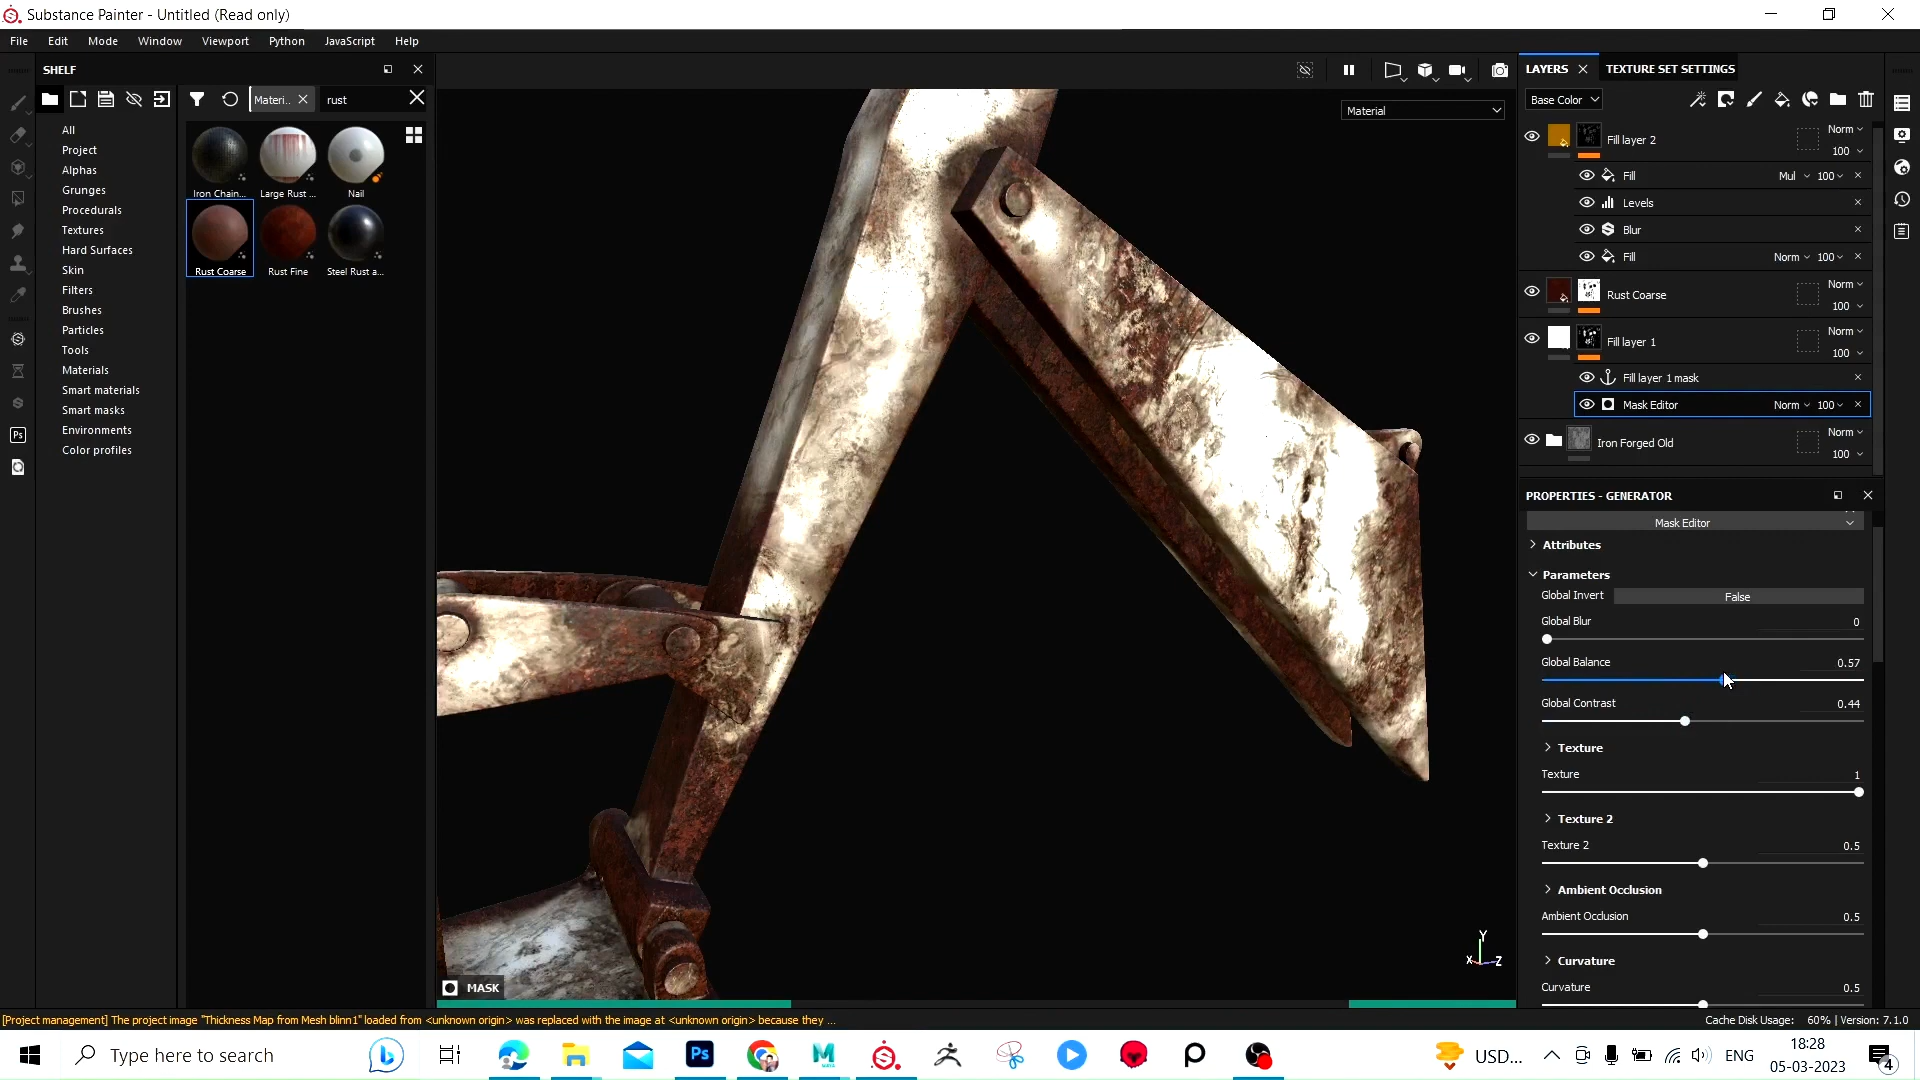 Substance Painter - Untitled (Read only)
File Edit Mode Window Viewport Python JavaScript Help
SHELF
Materi..
rust
All
Project
Alphas
Grunges
Procedurals
Textures
Hard Surfaces
Skin
Filters
Brushes
Particles
Tools
Materials
Smart materials
Smart masks
Environments
Color profiles
Iron Chain... Large Rust ... Nail
Rust Coarse Rust Fine Steel Rust a...
Ps
Material
Y
X Z
MASK
LAYERS TEXTURE SET SETTINGS
Base Color
Fill layer 2 Norm
100
Fill Mul 100
Levels
Blur
Fill Norm 100
Rust Coarse Norm
100
Fill layer 1 Norm
100
Fill layer 1 mask
Mask Editor Norm 100
Iron Forged Old Norm
100
PROPERTIES - GENERATOR
Mask Editor
Attributes
Parameters
Global Invert False
Global Blur 0
Global Balance 0.57
Global Contrast 0.44
Texture
Texture 1
Texture 2
Texture 2 0.5
Ambient Occlusion
Ambient Occlusion 0.5
Curvature
Curvature 0.5
[Project management] The project image "Thickness Map from Mesh blinn1" loaded from <unknown origin> was replaced with the image at <unknown origin> because they ...
Cache Disk Usage: 60% | Version: 7.1.0
Type here to search
Ps
USD...
ENG
18:28
05-03-2023
4